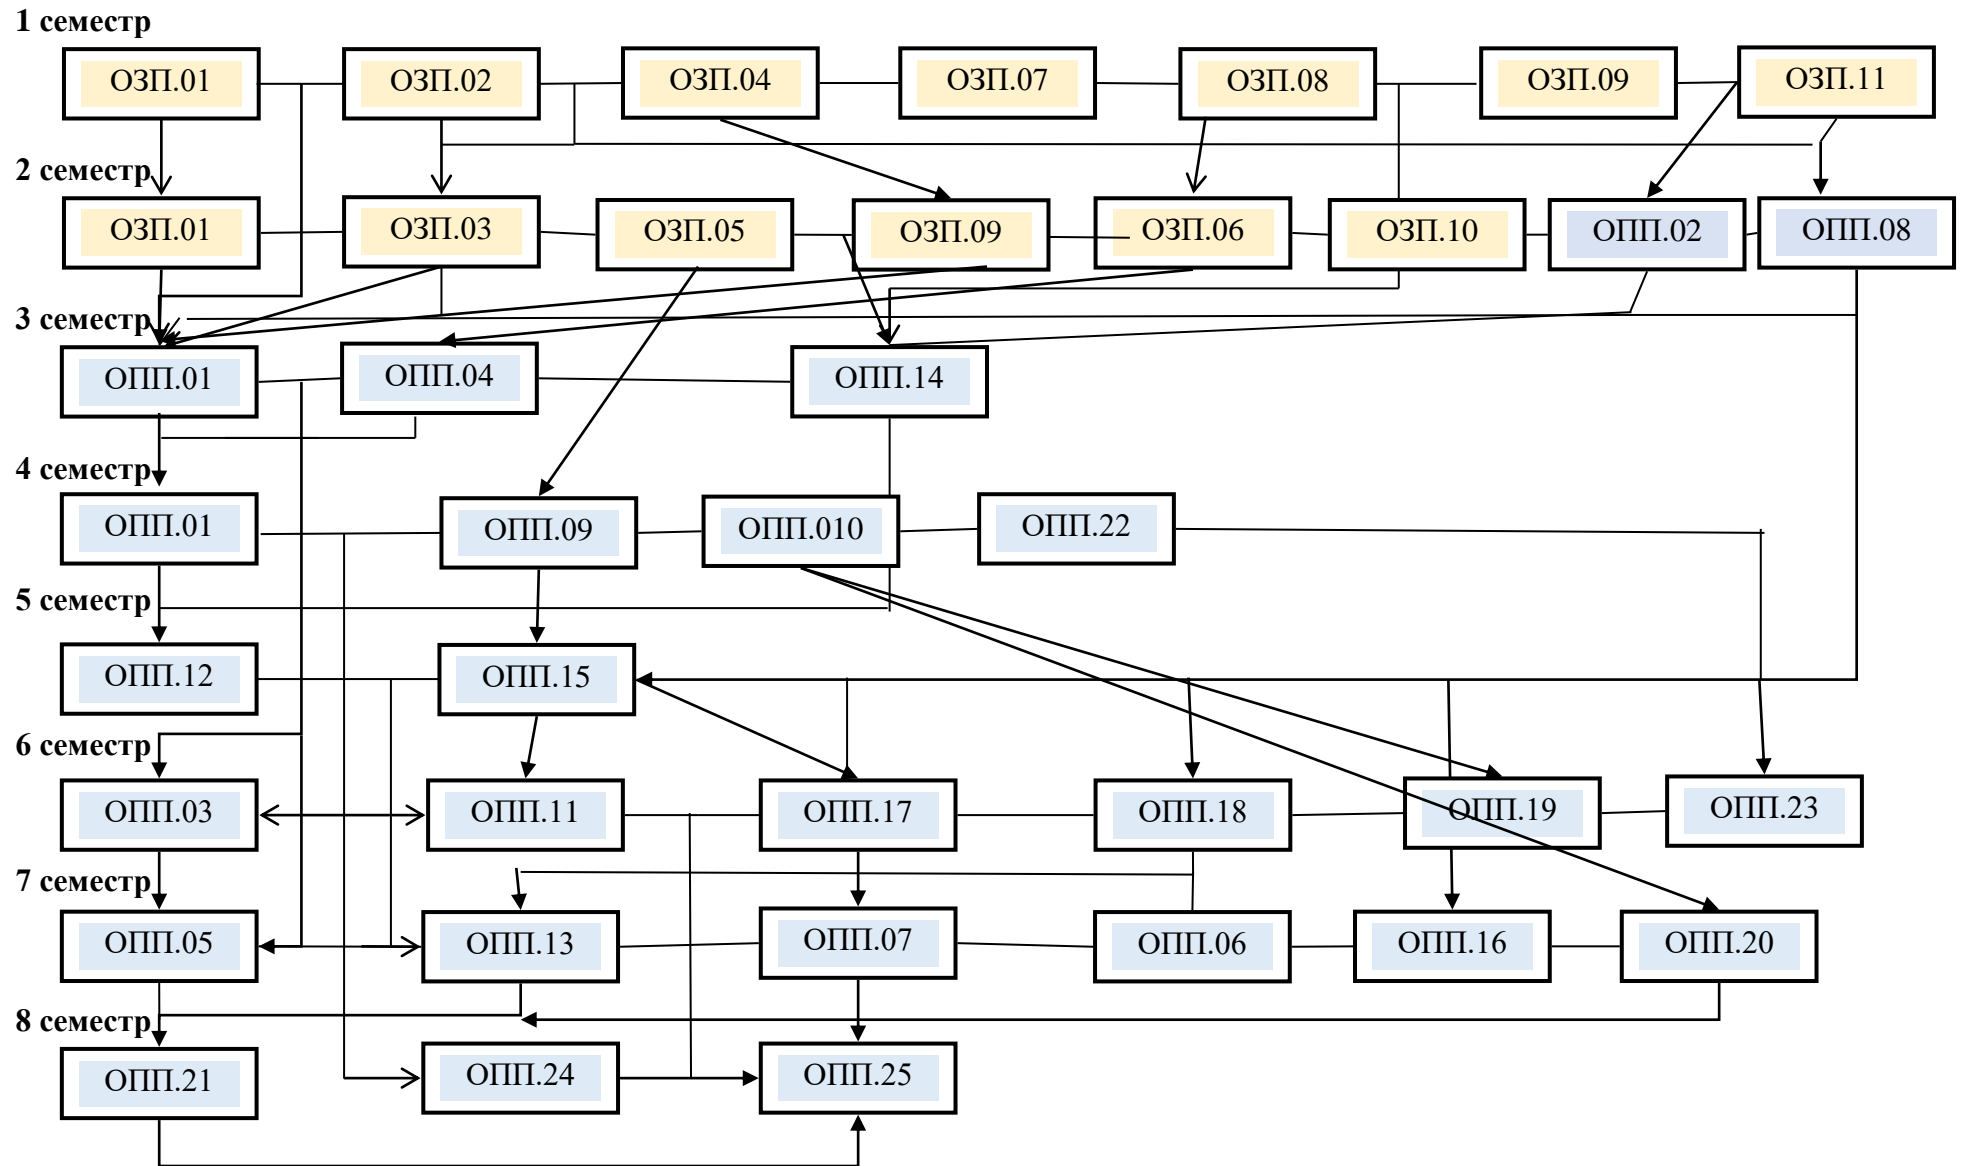 1 семестр
ОЗП.01 ОЗП.02 ОЗП.04 ОЗП.07 ОЗП.08 ОЗП.09 ОЗП.11
2 семестр
ОЗП.01 ОЗП.03 ОЗП.05 ОЗП.09 ОЗП.06 ОЗП.10 ОПП.02 ОПП.08
3 семестр
ОПП.01 ОПП.04 ОПП.14
4 семестр
ОПП.01 ОПП.09 ОПП.010 ОПП.22
5 семестр
ОПП.12 ОПП.15
6 семестр
ОПП.03 ОПП.11 ОПП.17 ОПП.18 ОПП.19 ОПП.23
7 семестр
ОПП.05 ОПП.13 ОПП.07 ОПП.06 ОПП.16 ОПП.20
8 семестр
ОПП.21 ОПП.24 ОПП.25